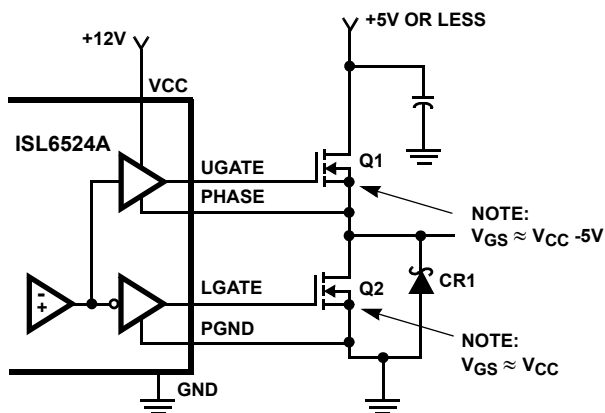 +5V OR LESS
+12V
VCC
ISL6524A
UGATE
Q1
PHASE
NOTE:
VGS ≈ VCC -5V
- +
LGATE
Q2
CR1
PGND
NOTE:
VGS ≈ VCC
GND